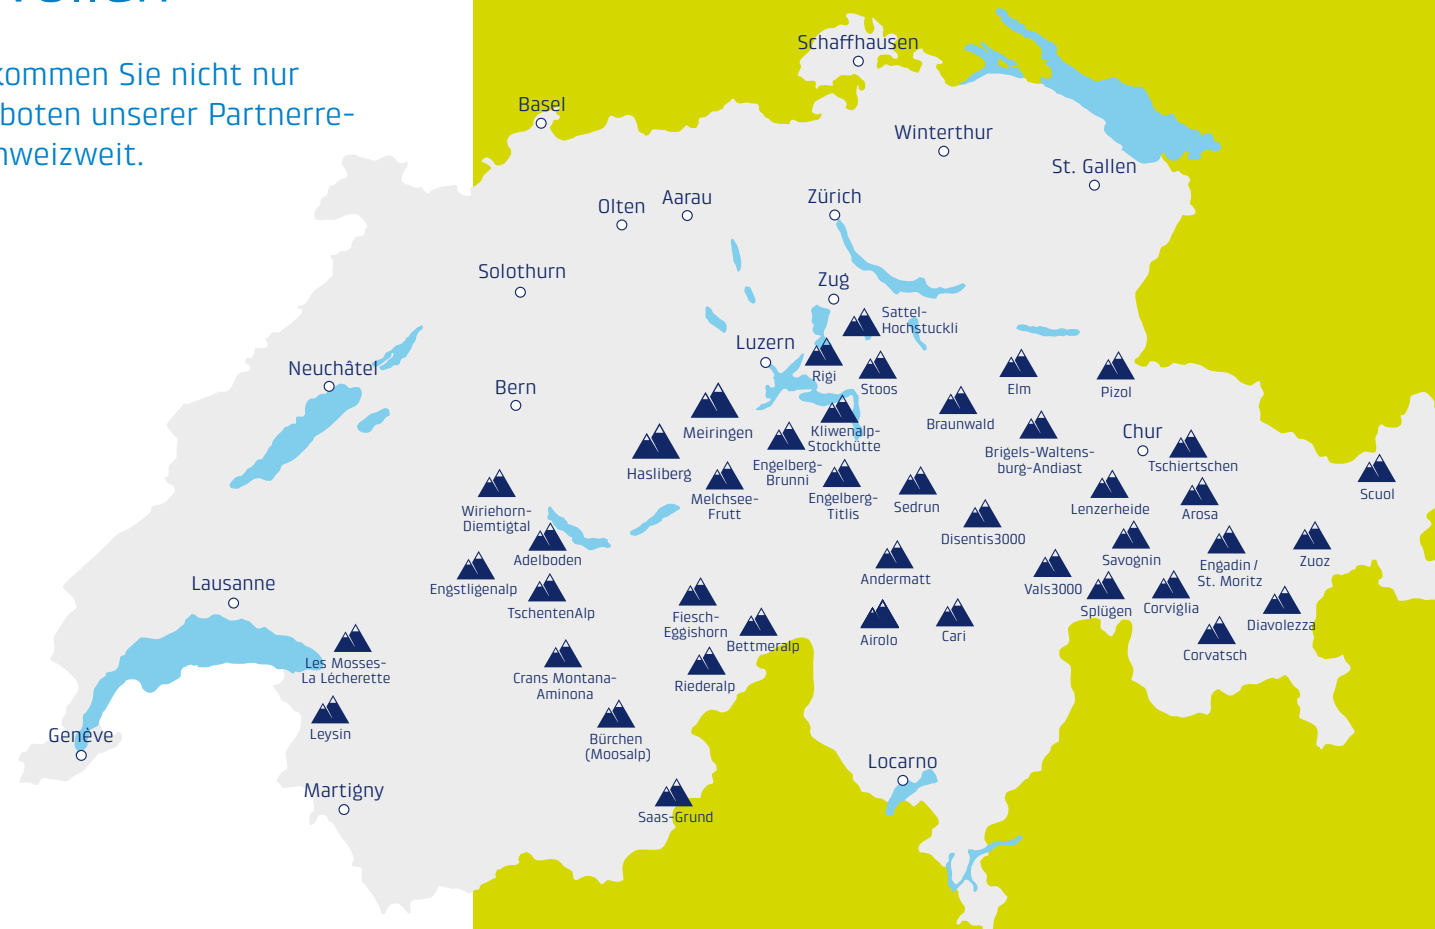 kommen Sie nicht nur
boten unserer Partnerre-
hweizweit.
Schaffhausen
Basel
Winterthur
St. Gallen
Olten
Aarau
Zürich
Solothurn
Zug
Sattel-
Hochstuckli
Luzern
Neuchâtel
Bern
Rigi
Stoos
Elm
Pizol
Meiringen
Kliwenalp-
Stockhütte
Braunwald
Brigels-Waltens-
burg-Andiast
Chur
Tschiertschen
Hasliberg
Engelberg-
Brunni
Melchsee-
Frutt
Engelberg-
Titlis
Sedrun
Lenzerheide
Arosa
Scuol
Wiriehorn-
Diemtigtal
Adelboden
Disentis3000
Savognin
Engadin /
St. Moritz
Zuoz
Engstligenalp
TschentenAlp
Andermatt
Vals3000
Splügen
Corviglia
Diavolezza
Lausanne
Fiesch-
Eggishorn
Bettmeralp
Airolo
Cari
Corvatsch
Les Mosses-
La Lécherette
Crans Montana-
Aminona
Riederalp
Leysin
Genève
Bürchen
(Moosalp)
Locarno
Martigny
Saas-Grund